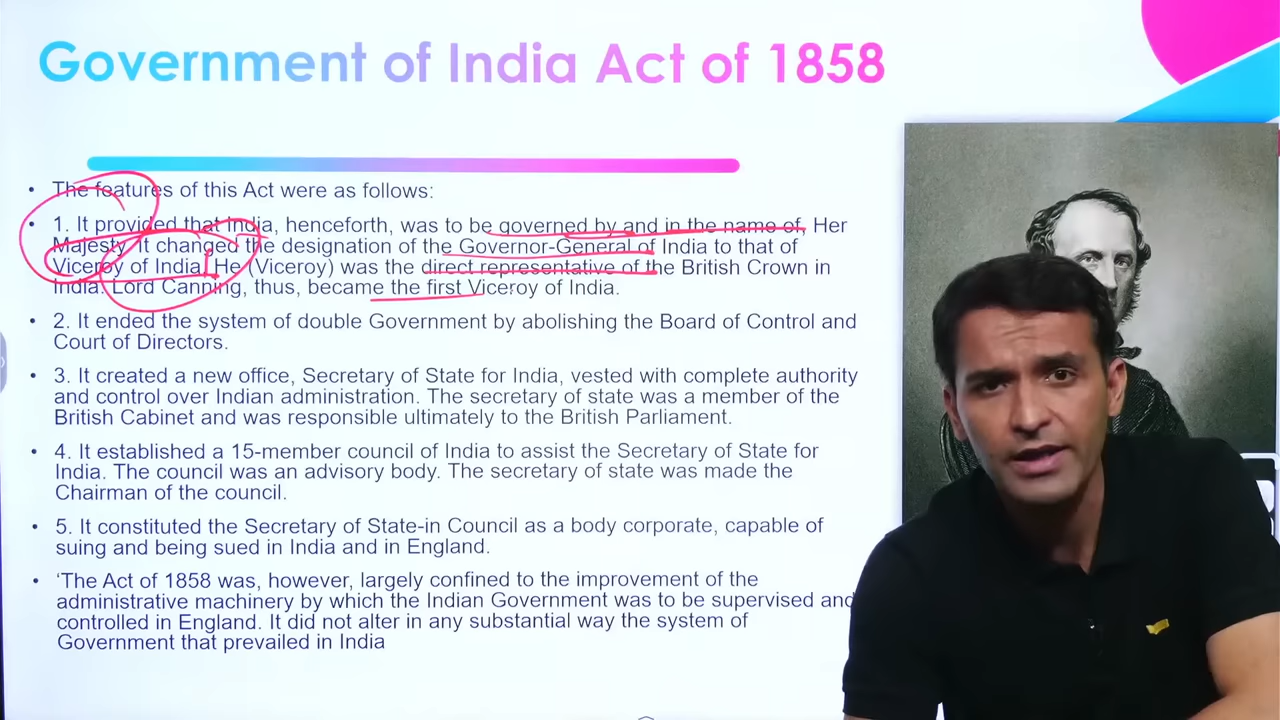 Government of India Act of 1858
• The features of this Act were as follows:
• 1. It provided that India, henceforth, was to be governed by and in the name of, Her
Majesty. It changed the designation of the Governor-General of India to that of
Viceroy of India. He (Viceroy) was the direct representative of the British Crown in
India. Lord Canning, thus, became the first Viceroy of India.
• 2. It ended the system of double Government by abolishing the Board of Control and
Court of Directors.
• 3. It created a new office, Secretary of State for India, vested with complete authority
and control over Indian administration. The secretary of state was a member of the
British Cabinet and was responsible ultimately to the British Parliament.
• 4. It established a 15-member council of India to assist the Secretary of State for
India. The council was an advisory body. The secretary of state was made the
Chairman of the council.
• 5. It constituted the Secretary of State-in Council as a body corporate, capable of
suing and being sued in India and in England.
• ‘The Act of 1858 was, however, largely confined to the improvement of the
administrative machinery by which the Indian Government was to be supervised and
controlled in England. It did not alter in any substantial way the system of
Government that prevailed in India